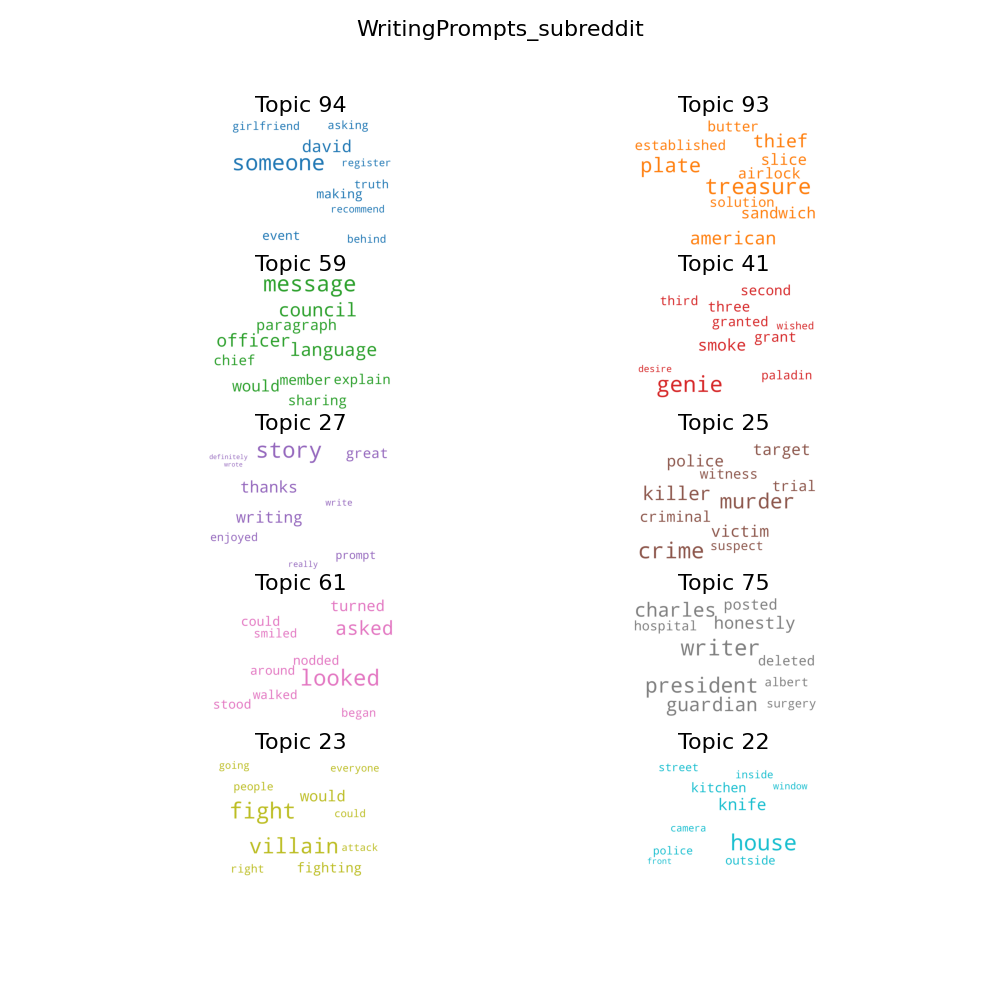 WritingPrompts_subreddit
Topic 94
girlfriend asking
david
someone register
truth
making
recommend
event behind
Topic 93
butter
thief
established
slice
plate
airlock
treasure
solution
sandwich
american
Topic 59
message
council
paragraph
officer
language
chief
member explain
would
sharing
Topic 41
second
third
three
granted wished
grant
smoke
desire
paladin
genie
Topic 27
story great
definitely
wrote
thanks
write
writing
enjoyed
prompt
really
Topic 25
target
police
witness
trial
killer
murder
criminal
victim
suspect
crime
Topic 61
turned
could
asked
smiled
nodded
around
looked
walked
stood
began
Topic 75
posted
charles
honestly
hospital
writer
deleted
albert
president
guardian surgery
Topic 23
going everyone
people
would
fight could
villain attack
right fighting
Topic 22
street
inside
kitchen window
knife
camera
house
police
front outside